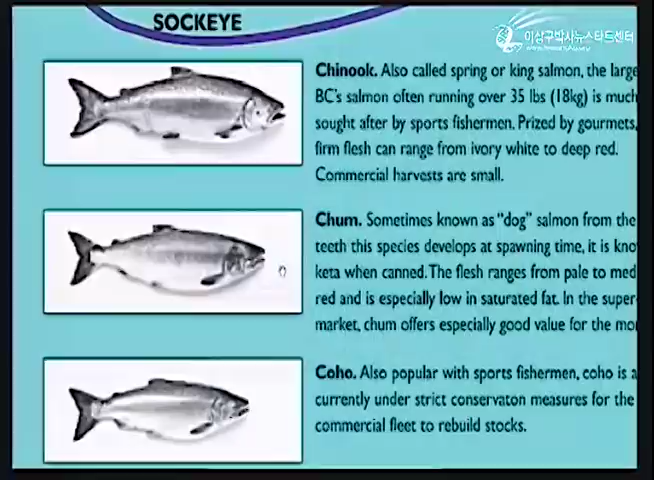 SOCKEYE
이상구박사뉴스타트센터
Chinook. Also called spring or king salmon, the large
BC's salmon often running over 35 lbs (18kg) is much
sought after by sports fishermen. Prized by gourmets,
firm flesh can range from ivory white to deep red.
Commercial harvests are small.
Chum. Sometimes known as "dog" salmon from the
teeth this species develops at spawning time, it is kno
keta when canned. The flesh ranges from pale to med
red and is especially low in saturated fat. In the super-
market, chum offers especially good value for the mo
Coho. Also popular with sports fishermen, coho is a
currently under strict conservaton measures for the
commercial fleet to rebuild stocks.